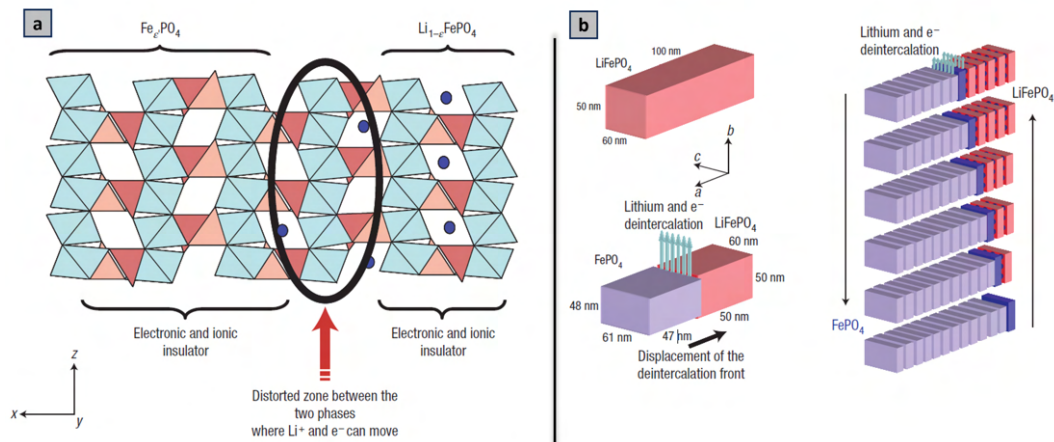 a
Fe_ε'PO4
Li1–εFePO4
Electronic and ionic
insulator
Electronic and ionic
insulator
Distorted zone between the
two phases
where Li+ and e– can move
z
x
y
b
100 nm
LiFePO4
50 nm
60 nm
b
c
a
Lithium and e–
deintercalation
LiFePO4
60 nm
FePO4
50 nm
48 nm
50 nm
61 nm
47 nm
Displacement of the
deintercalation front
Lithium and e–
deintercalation
LiFePO4
FePO4